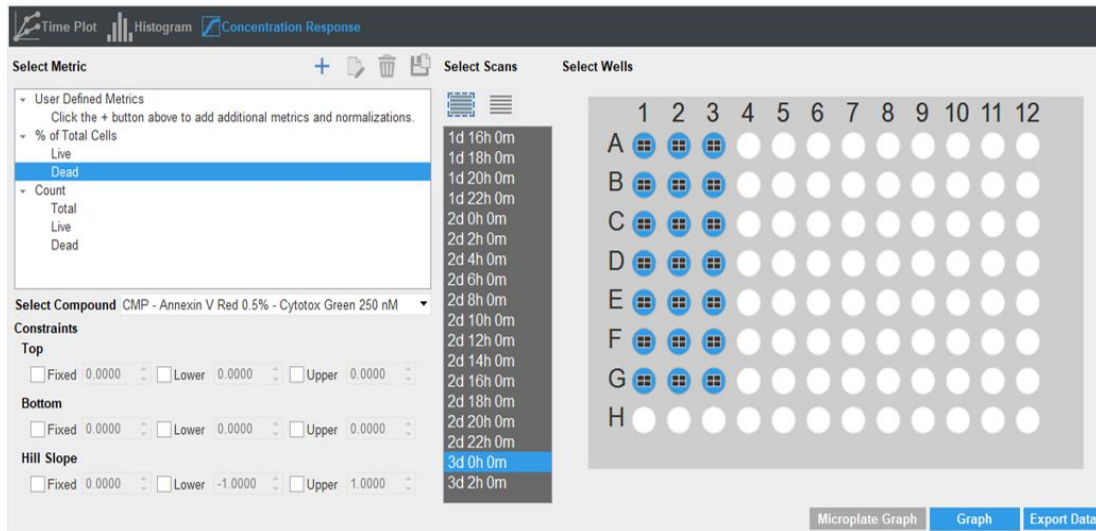 Time Plot Histogram Concentration Response
Select Metric
User Defined Metrics
Click the + button above to add additional metrics and normalizations.
% of Total Cells
Live
Dead
Count
Total
Live
Dead
Select Compound CMP - Annexin V Red 0.5% - Cytotox Green 250 nM
Constraints
Top
Fixed 0.0000 Lower 0.0000 Upper 0.0000
Bottom
Fixed 0.0000 Lower 0.0000 Upper 0.0000
Hill Slope
Fixed 0.0000 Lower -1.0000 Upper 1.0000
Select Scans
1d 16h 0m
1d 18h 0m
1d 20h 0m
1d 22h 0m
2d 0h 0m
2d 2h 0m
2d 4h 0m
2d 6h 0m
2d 8h 0m
2d 10h 0m
2d 12h 0m
2d 14h 0m
2d 16h 0m
2d 18h 0m
2d 20h 0m
2d 22h 0m
3d 0h 0m
3d 2h 0m
Select Wells
1 2 3 4 5 6 7 8 9 10 11 12
A
B
C
D
E
F
G
H
Microplate Graph Graph Export Data